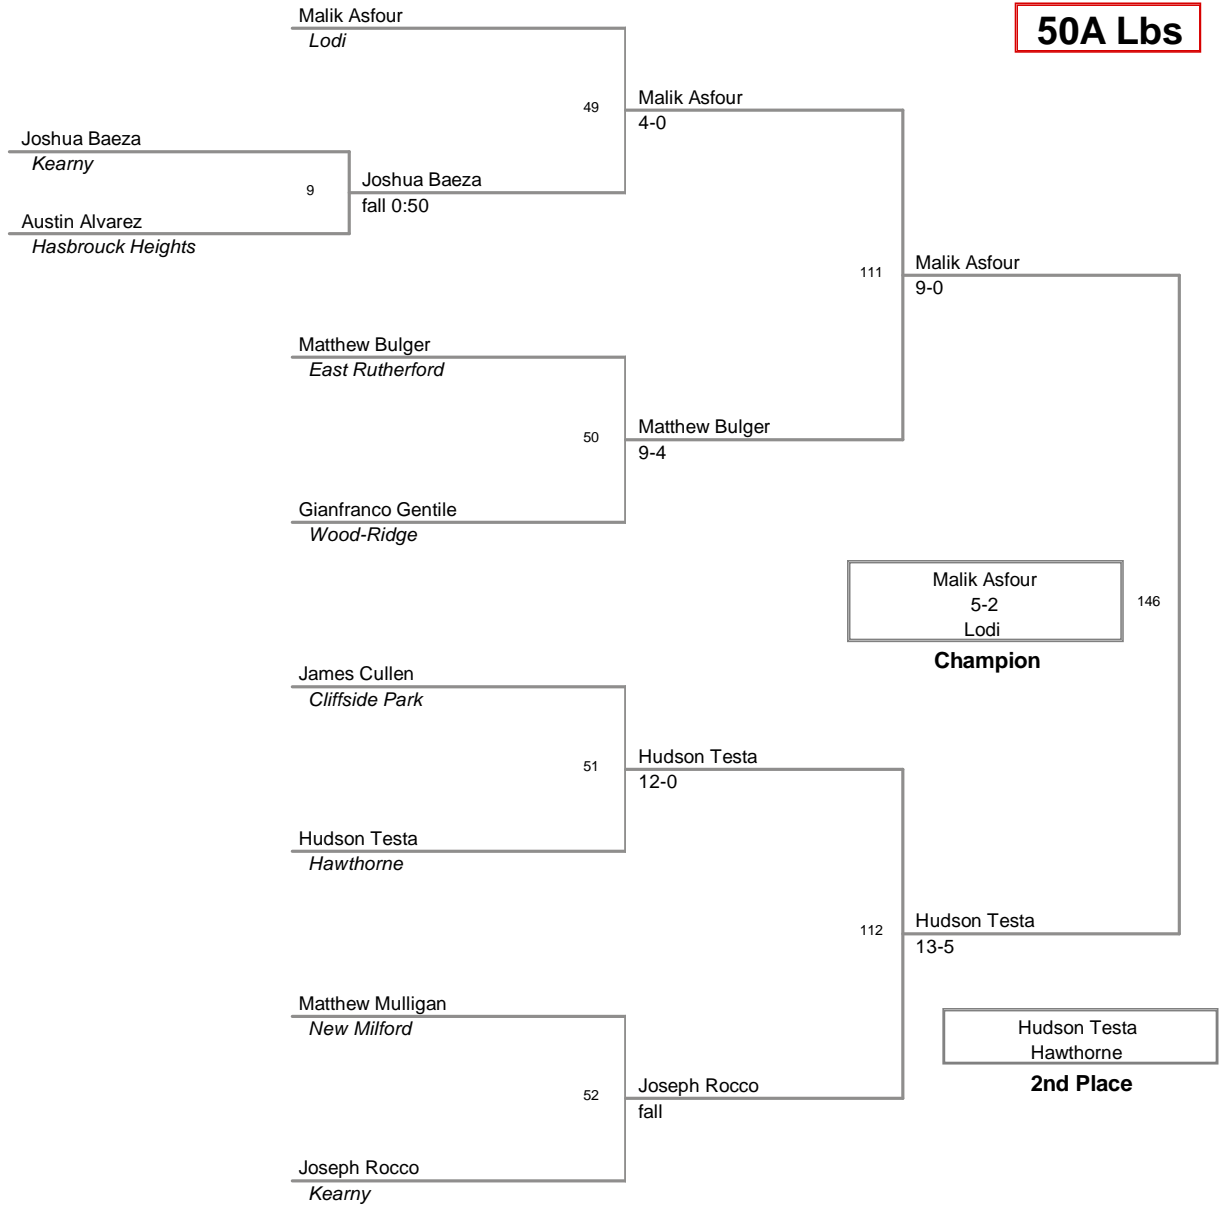 Malik Asfour
Lodi
50A Lbs
49
Malik Asfour
4-0
Joshua Baeza
Kearny
9
Joshua Baeza
fall 0:50
Austin Alvarez
Hasbrouck Heights
111
Malik Asfour
9-0
Matthew Bulger
East Rutherford
50
Matthew Bulger
9-4
Gianfranco Gentile
Wood-Ridge
Malik Asfour
5-2
Lodi
146
Champion
James Cullen
Cliffside Park
51
Hudson Testa
12-0
Hudson Testa
Hawthorne
112
Hudson Testa
13-5
Matthew Mulligan
New Milford
Hudson Testa
Hawthorne
2nd Place
52
Joseph Rocco
fall
Joseph Rocco
Kearny